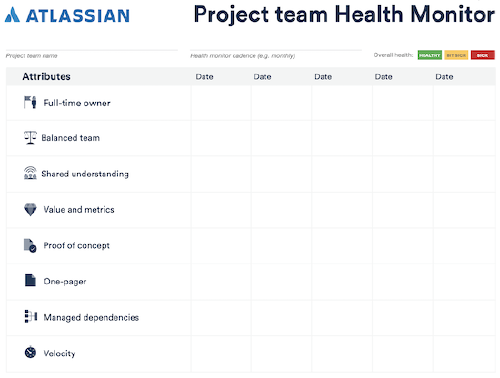 ATLASSIAN
Project team Health Monitor
Project team name
Health monitor cadence (e.g. monthly)
Overall health:
HEALTHY
SICK
Attributes Date Date Date Date Date
Full-time owner
Balanced team
Shared understanding
Value and metrics
Proof of concept
One-pager
Managed dependencies
Velocity